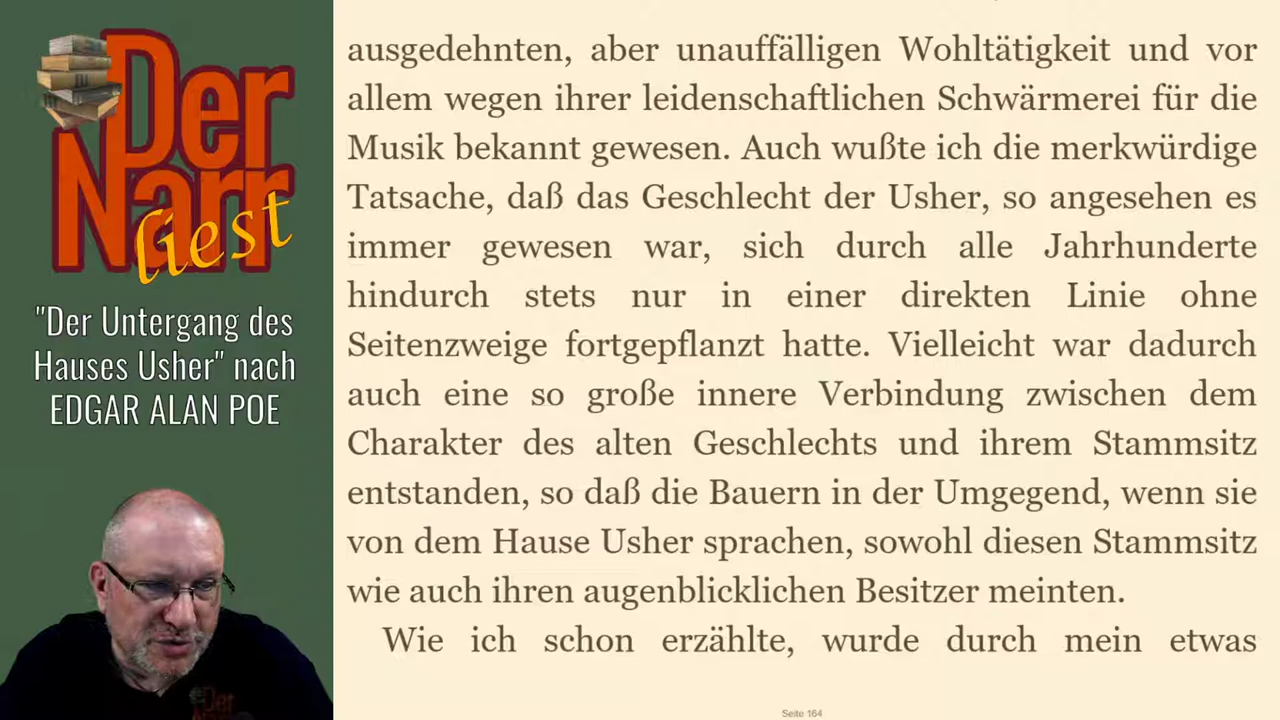 Der
Narr
liest
"Der Untergang des
Hauses Usher" nach
EDGAR ALAN POE
ausgedehnten, aber unauffälligen Wohltätigkeit und vor
allem wegen ihrer leidenschaftlichen Schwärmerei für die
Musik bekannt gewesen. Auch wußte ich die merkwürdige
Tatsache, daß das Geschlecht der Usher, so angesehen es
immer gewesen war, sich durch alle Jahrhunderte
hindurch stets nur in einer direkten Linie ohne
Seitenzweige fortgepflanzt hatte. Vielleicht war dadurch
auch eine so große innere Verbindung zwischen dem
Charakter des alten Geschlechts und ihrem Stammsitz
entstanden, so daß die Bauern in der Umgegend, wenn sie
von dem Hause Usher sprachen, sowohl diesen Stammsitz
wie auch ihren augenblicklichen Besitzer meinten.
Wie ich schon erzählte, wurde durch mein etwas
Seite 164
Der
Narr